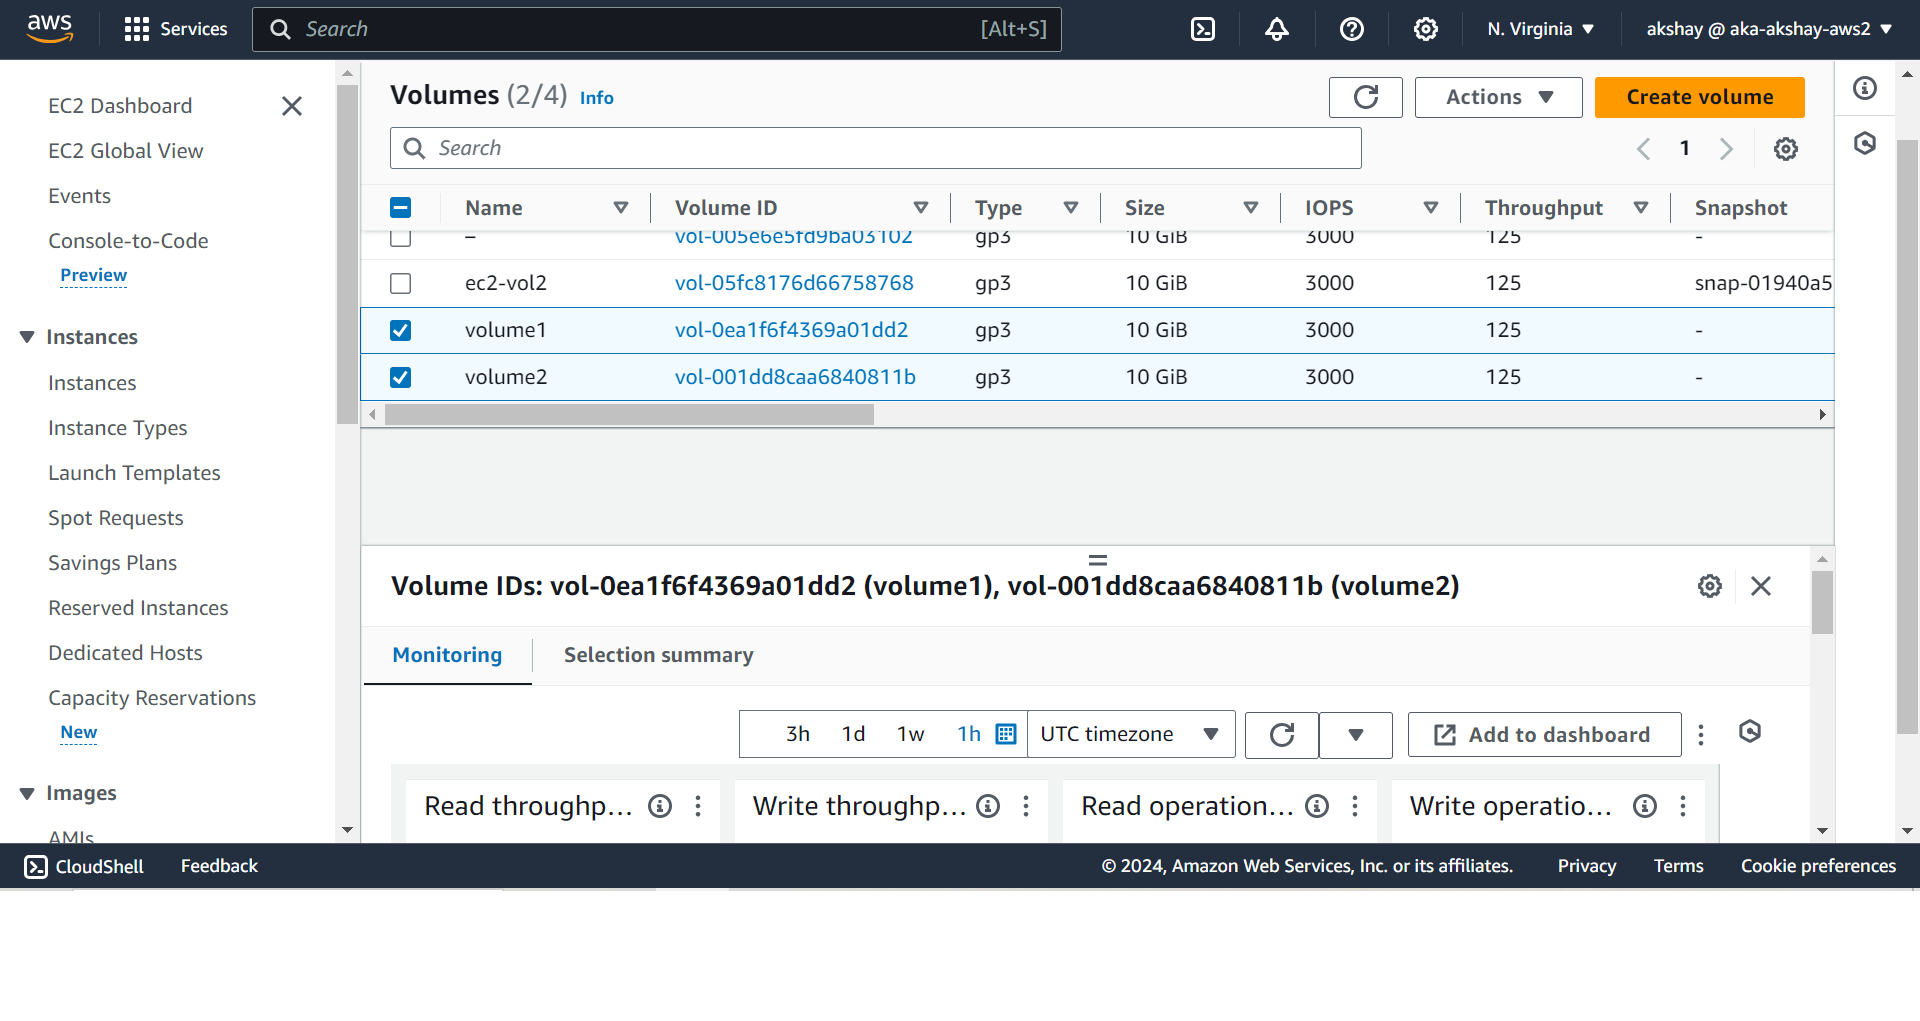 aws
Services
Search
[Alt+S]
N. Virginia
akshay @ aka-akshay-aws2
EC2 Dashboard
EC2 Global View
Events
Console-to-Code
Preview
Instances
Instances
Instance Types
Launch Templates
Spot Requests
Savings Plans
Reserved Instances
Dedicated Hosts
Capacity Reservations
New
Images
AMIs
Volumes (2/4) Info
Actions
Create volume
Search
1
Name Volume ID Type Size IOPS Throughput Snapshot
– vol-005e6e5fd9ba03102 gp3 10 GiB 3000 125 -
ec2-vol2 vol-05fc8176d66758768 gp3 10 GiB 3000 125 snap-01940a5
volume1 vol-0ea1f6f4369a01dd2 gp3 10 GiB 3000 125 -
volume2 vol-001dd8caa6840811b gp3 10 GiB 3000 125 -
Volume IDs: vol-0ea1f6f4369a01dd2 (volume1), vol-001dd8caa6840811b (volume2)
Monitoring
Selection summary
3h 1d 1w 1h UTC timezone
Add to dashboard
Read throughp...
Write throughp...
Read operation...
Write operatio...
CloudShell
Feedback
© 2024, Amazon Web Services, Inc. or its affiliates.
Privacy
Terms
Cookie preferences